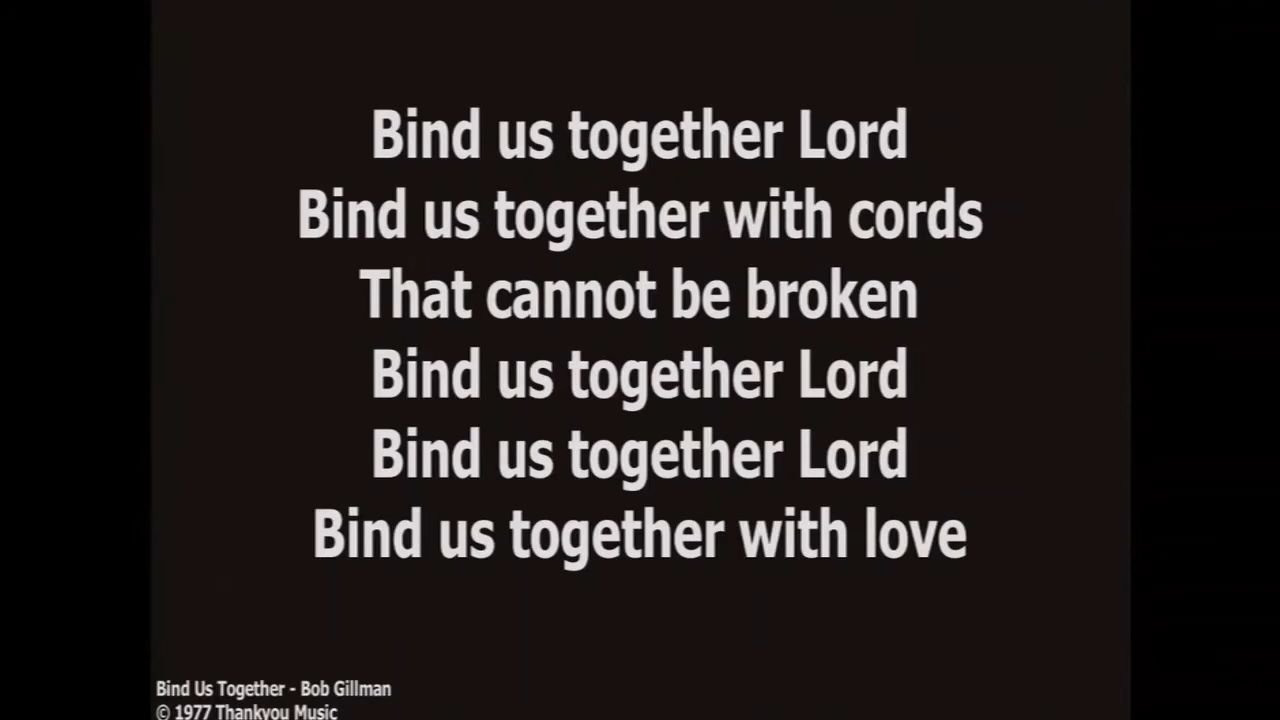 Bind us together Lord
Bind us together with cords
That cannot be broken
Bind us together Lord
Bind us together Lord
Bind us together with love
Bind Us Together - Bob Gillman
© 1977 Thankyou Music